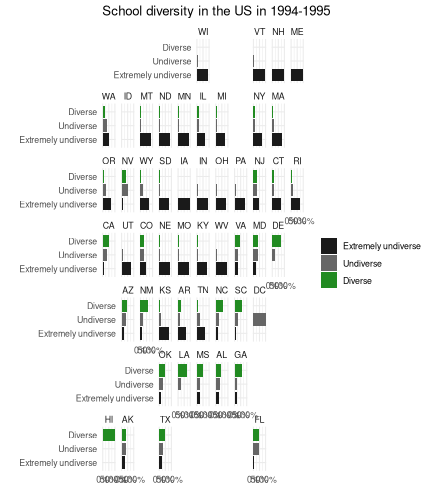 School diversity in the US in 1994-1995
WI VT NH ME
Diverse
Undiverse
Extremely undiverse
WA ID MT ND MN IL MI NY MA
Diverse
Undiverse
Extremely undiverse
OR NV WY SD IA IN OH PA NJ CT RI
Diverse
Undiverse
Extremely undiverse
CA UT CO NE MO KY WV VA MD DE
Diverse
Undiverse
Extremely undiverse
Extremely undiverse
Undiverse
Diverse
AZ NM KS AR TN NC SC DC
Diverse
Undiverse
Extremely undiverse
OK LA MS AL GA
Diverse
Undiverse
Extremely undiverse
HI AK TX FL
Diverse
Undiverse
Extremely undiverse